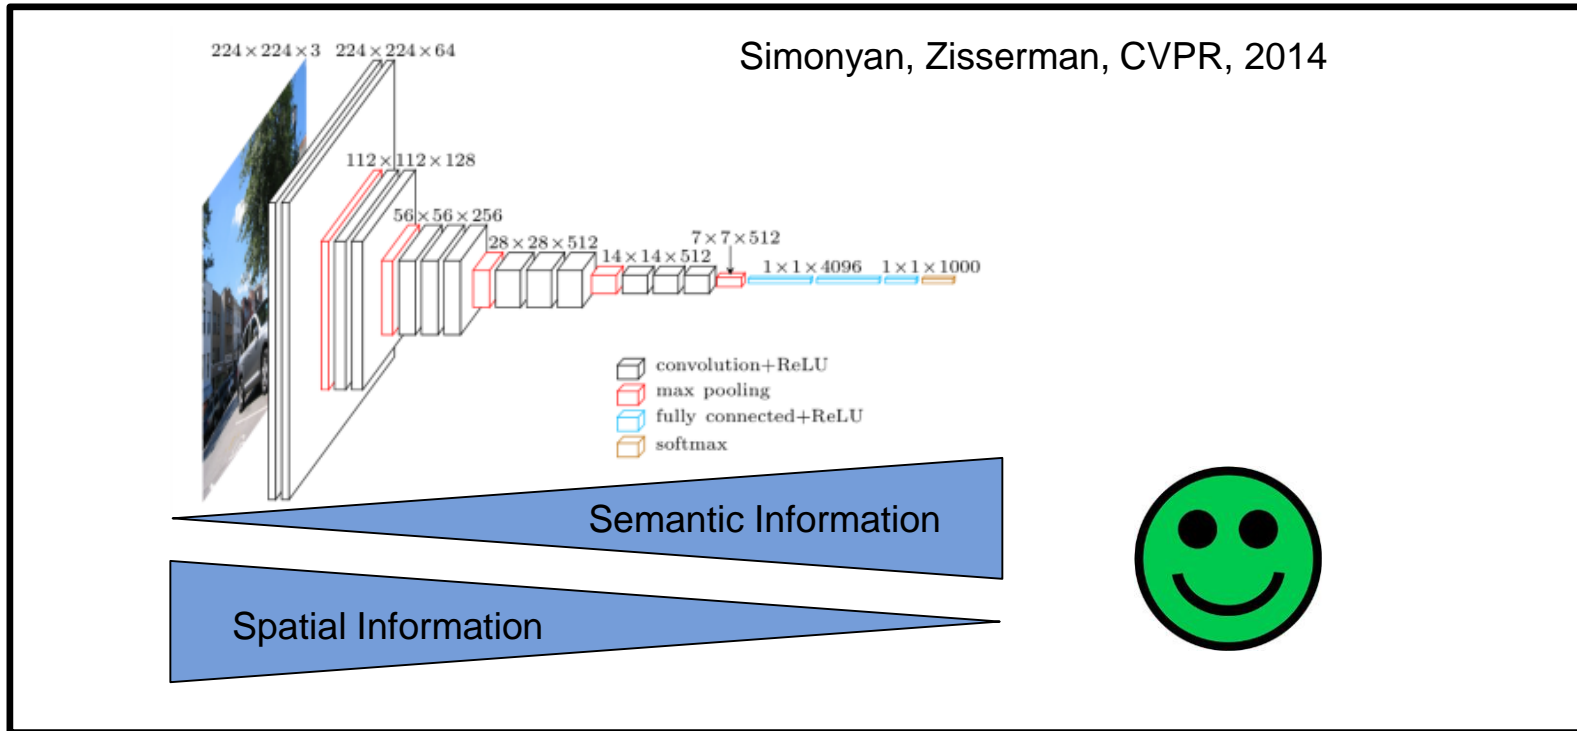 224×224×3 224×224×64
Simonyan, Zisserman, CVPR, 2014
112×112×128
56×56×256
28×28×512
14×14×512
7×7×512
1×1×4096 1×1×1000
convolution+ReLU
max pooling
fully connected+ReLU
softmax
Semantic Information
Spatial Information